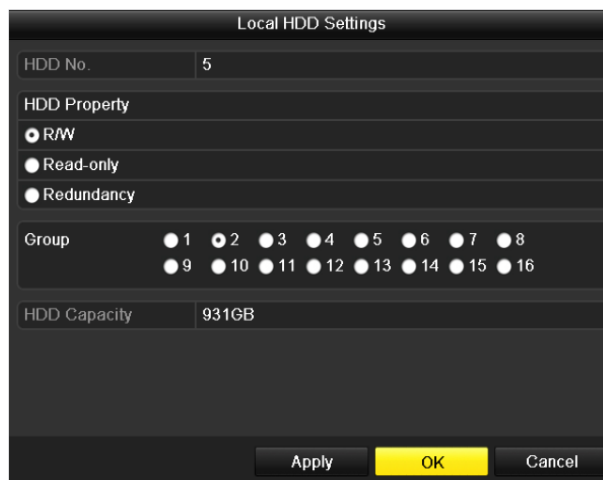 Local HDD Settings
HDD No. 5
HDD Property
R/W
Read-only
Redundancy
Group 1 2 3 4 5 6 7 8
9 10 11 12 13 14 15 16
HDD Capacity 931GB
Apply OK Cancel